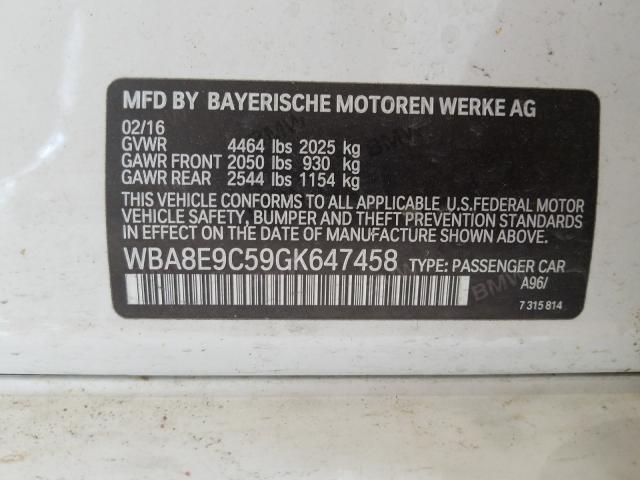 MFD BY BAYERISCHE MOTOREN WERKE AG
02/16
GVWR 4464 lbs 2025 kg
GAWR FRONT 2050 lbs 930 kg
GAWR REAR 2544 lbs 1154 kg
THIS VEHICLE CONFORMS TO ALL APPLICABLE U.S.FEDERAL MOTOR
VEHICLE SAFETY, BUMPER AND THEFT PREVENTION STANDARDS
IN EFFECT ON THE DATE OF MANUFACTURE SHOWN ABOVE.
WBA8E9C59GK647458 TYPE: PASSENGER CAR
A96/
7 315 814
BMW
BMW
BMW